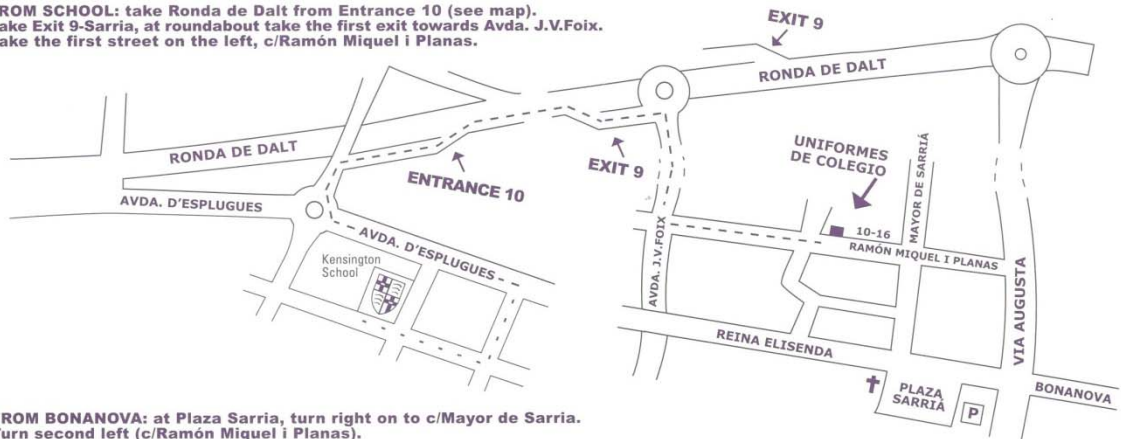 ROM SCHOOL: take Ronda de Dalt from Entrance 10 (see map).
ake Exit 9-Sarria, at roundabout take the first exit towards Avda. J.V.Foix.
ake the first street on the left, c/Ramón Miquel i Planas.
EXIT 9
RONDA DE DALT
RONDA DE DALT
ENTRANCE 10
EXIT 9
UNIFORMES
DE COLEGIO
MAYOR DE SARRIÁ
AVDA. D'ESPLUGUES
AVDA. D'ESPLUGUES
10-16
RAMÓN MIQUEL I PLANAS
AVDA. J.V.FOIX
Kensington
School
VIA AUGUSTA
REINA ELISENDA
PLAZA
SARRIÁ
P
BONANOVA
ROM BONANOVA: at Plaza Sarria, turn right on to c/Mayor de Sarria.
urn second left (c/Ramón Miquel i Planas).